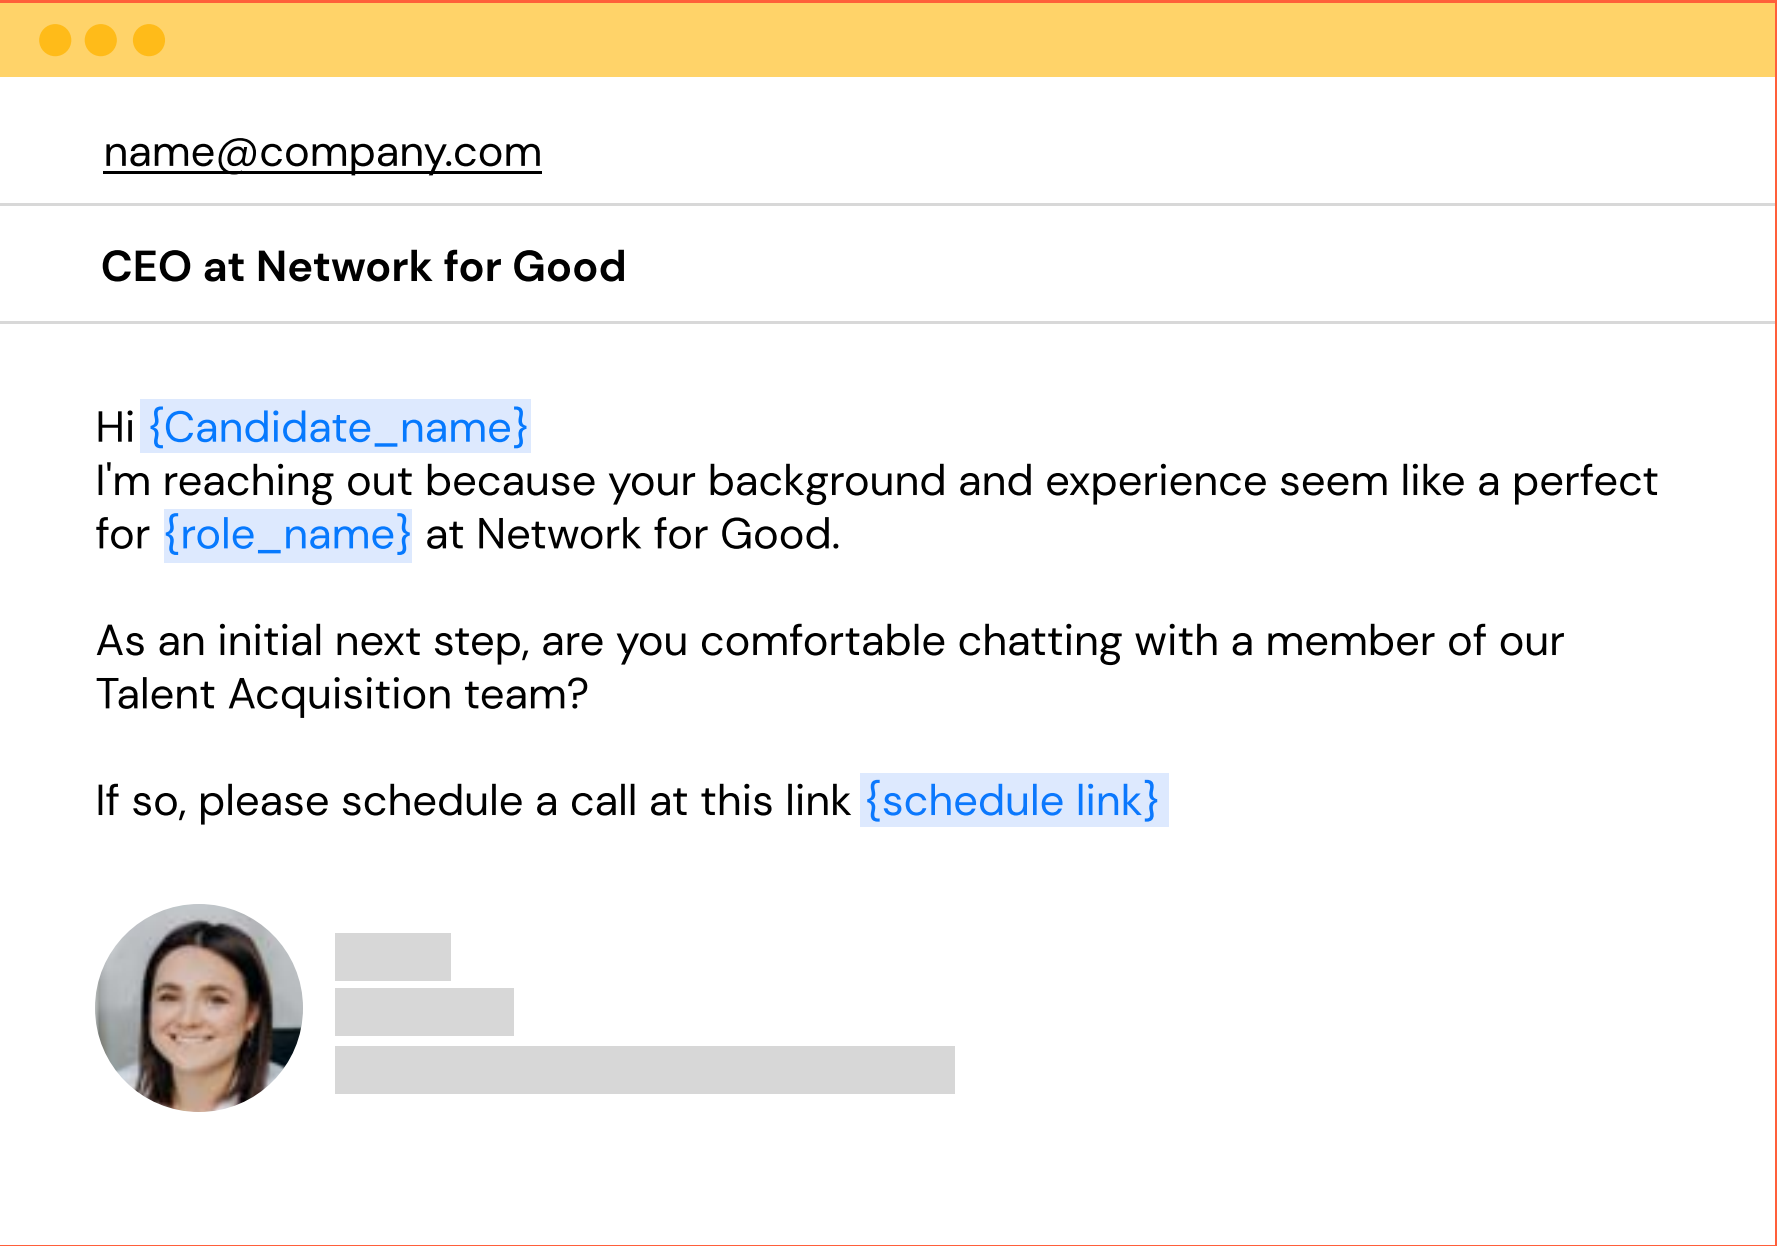 name@company.com
CEO at Network for Good
Hi {Candidate_name}
I'm reaching out because your background and experience seem like a perfect
for {role_name} at Network for Good.
As an initial next step, are you comfortable chatting with a member of our
Talent Acquisition team?
If so, please schedule a call at this link {schedule link}